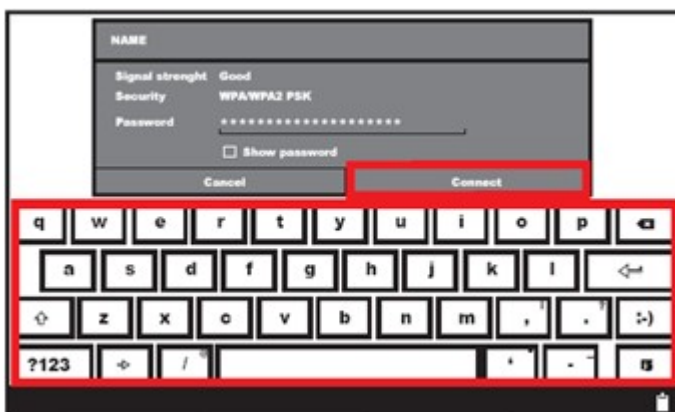 NAME
Signal strenght Good
Security WPA/WPA2 PSK
Password ********************
Show password
Cancel Connect
q w e r t y u i o p
a s d f g h j k l
z x c v b n m , ! . ? :-)
?123 / @ ' -